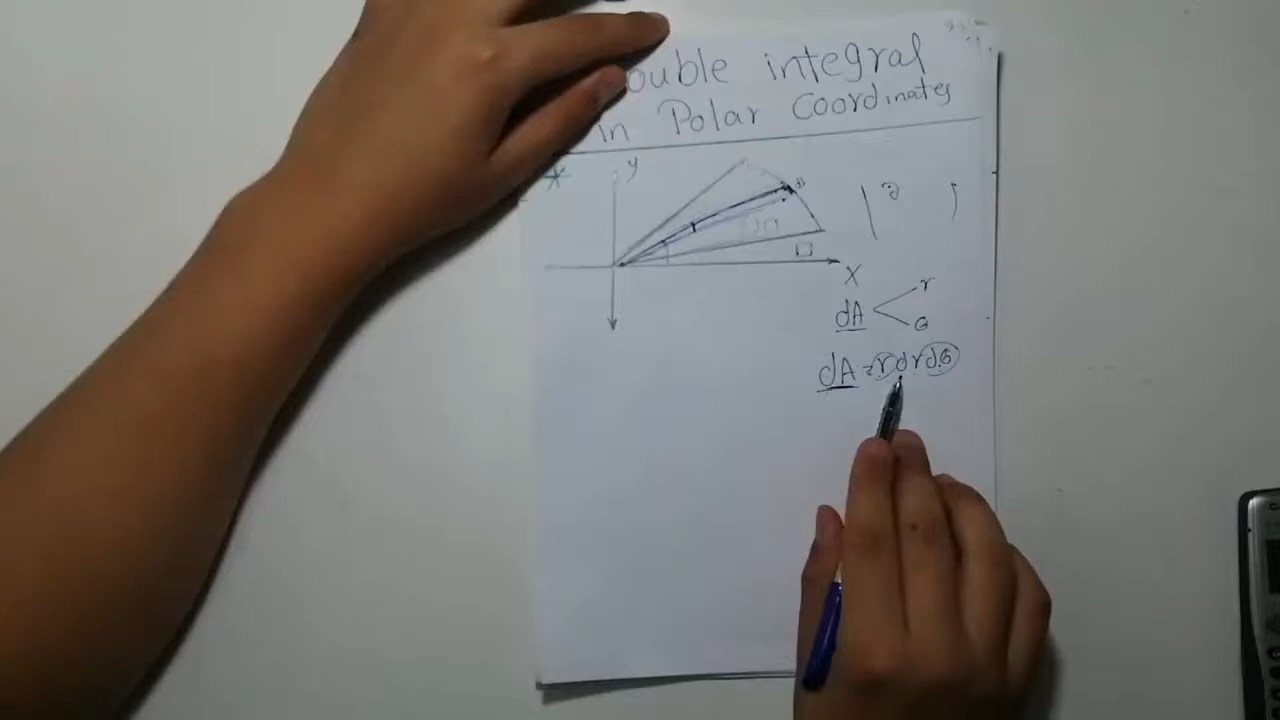 ouble integral
in Polar Coordinates
y
x
dA r
θ
dA = r dr dθ